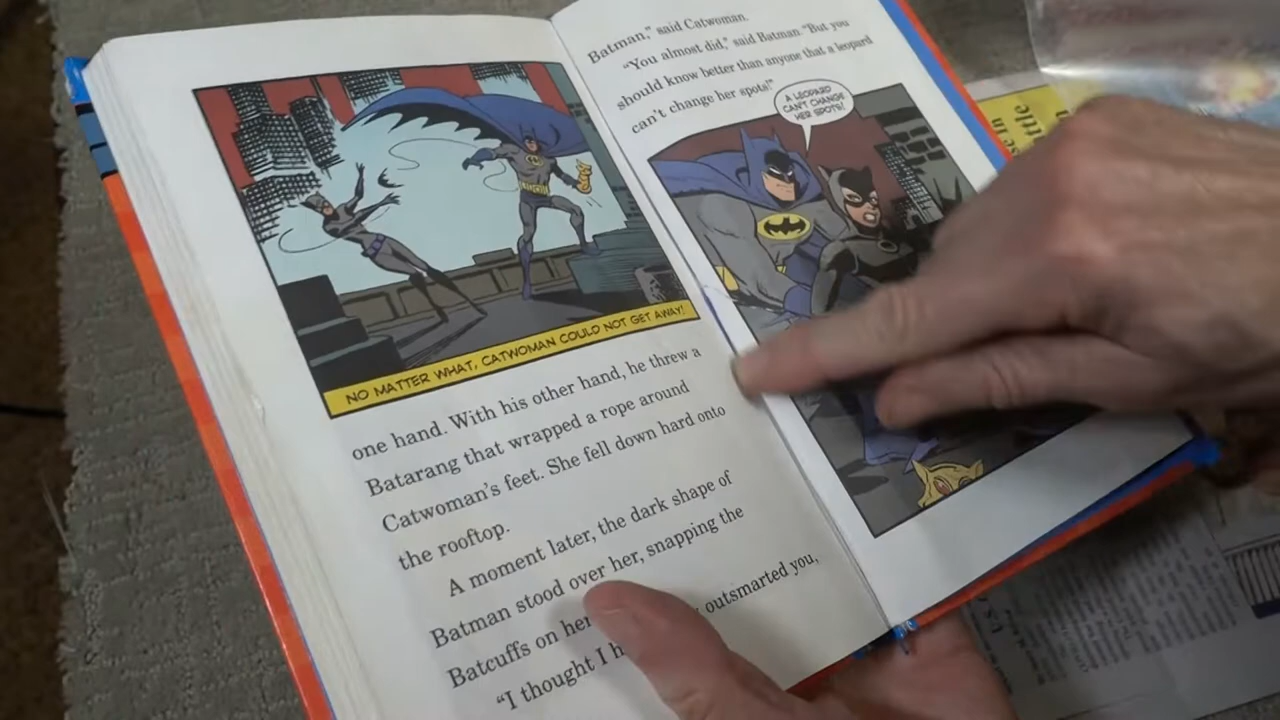 NO MATTER WHAT, CATWOMAN COULD NOT GET AWAY!
one hand. With his other hand, he threw a
Batarang that wrapped a rope around
Catwoman's feet. She fell down hard onto
the rooftop.
A moment later, the dark shape of
Batman stood over her, snapping the
Batcuffs on her
"I thought I h outsmarted you,
Batman," said Catwoman.
"You almost did," said Batman "But you
should know better than anyone that a leopard
can't change her spots!"
A LEOPARD
CAN'T CHANGE
HER SPOTS!